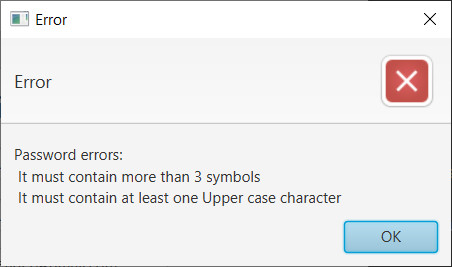 Error
Error
Password errors:
It must contain more than 3 symbols
It must contain at least one Upper case character
OK